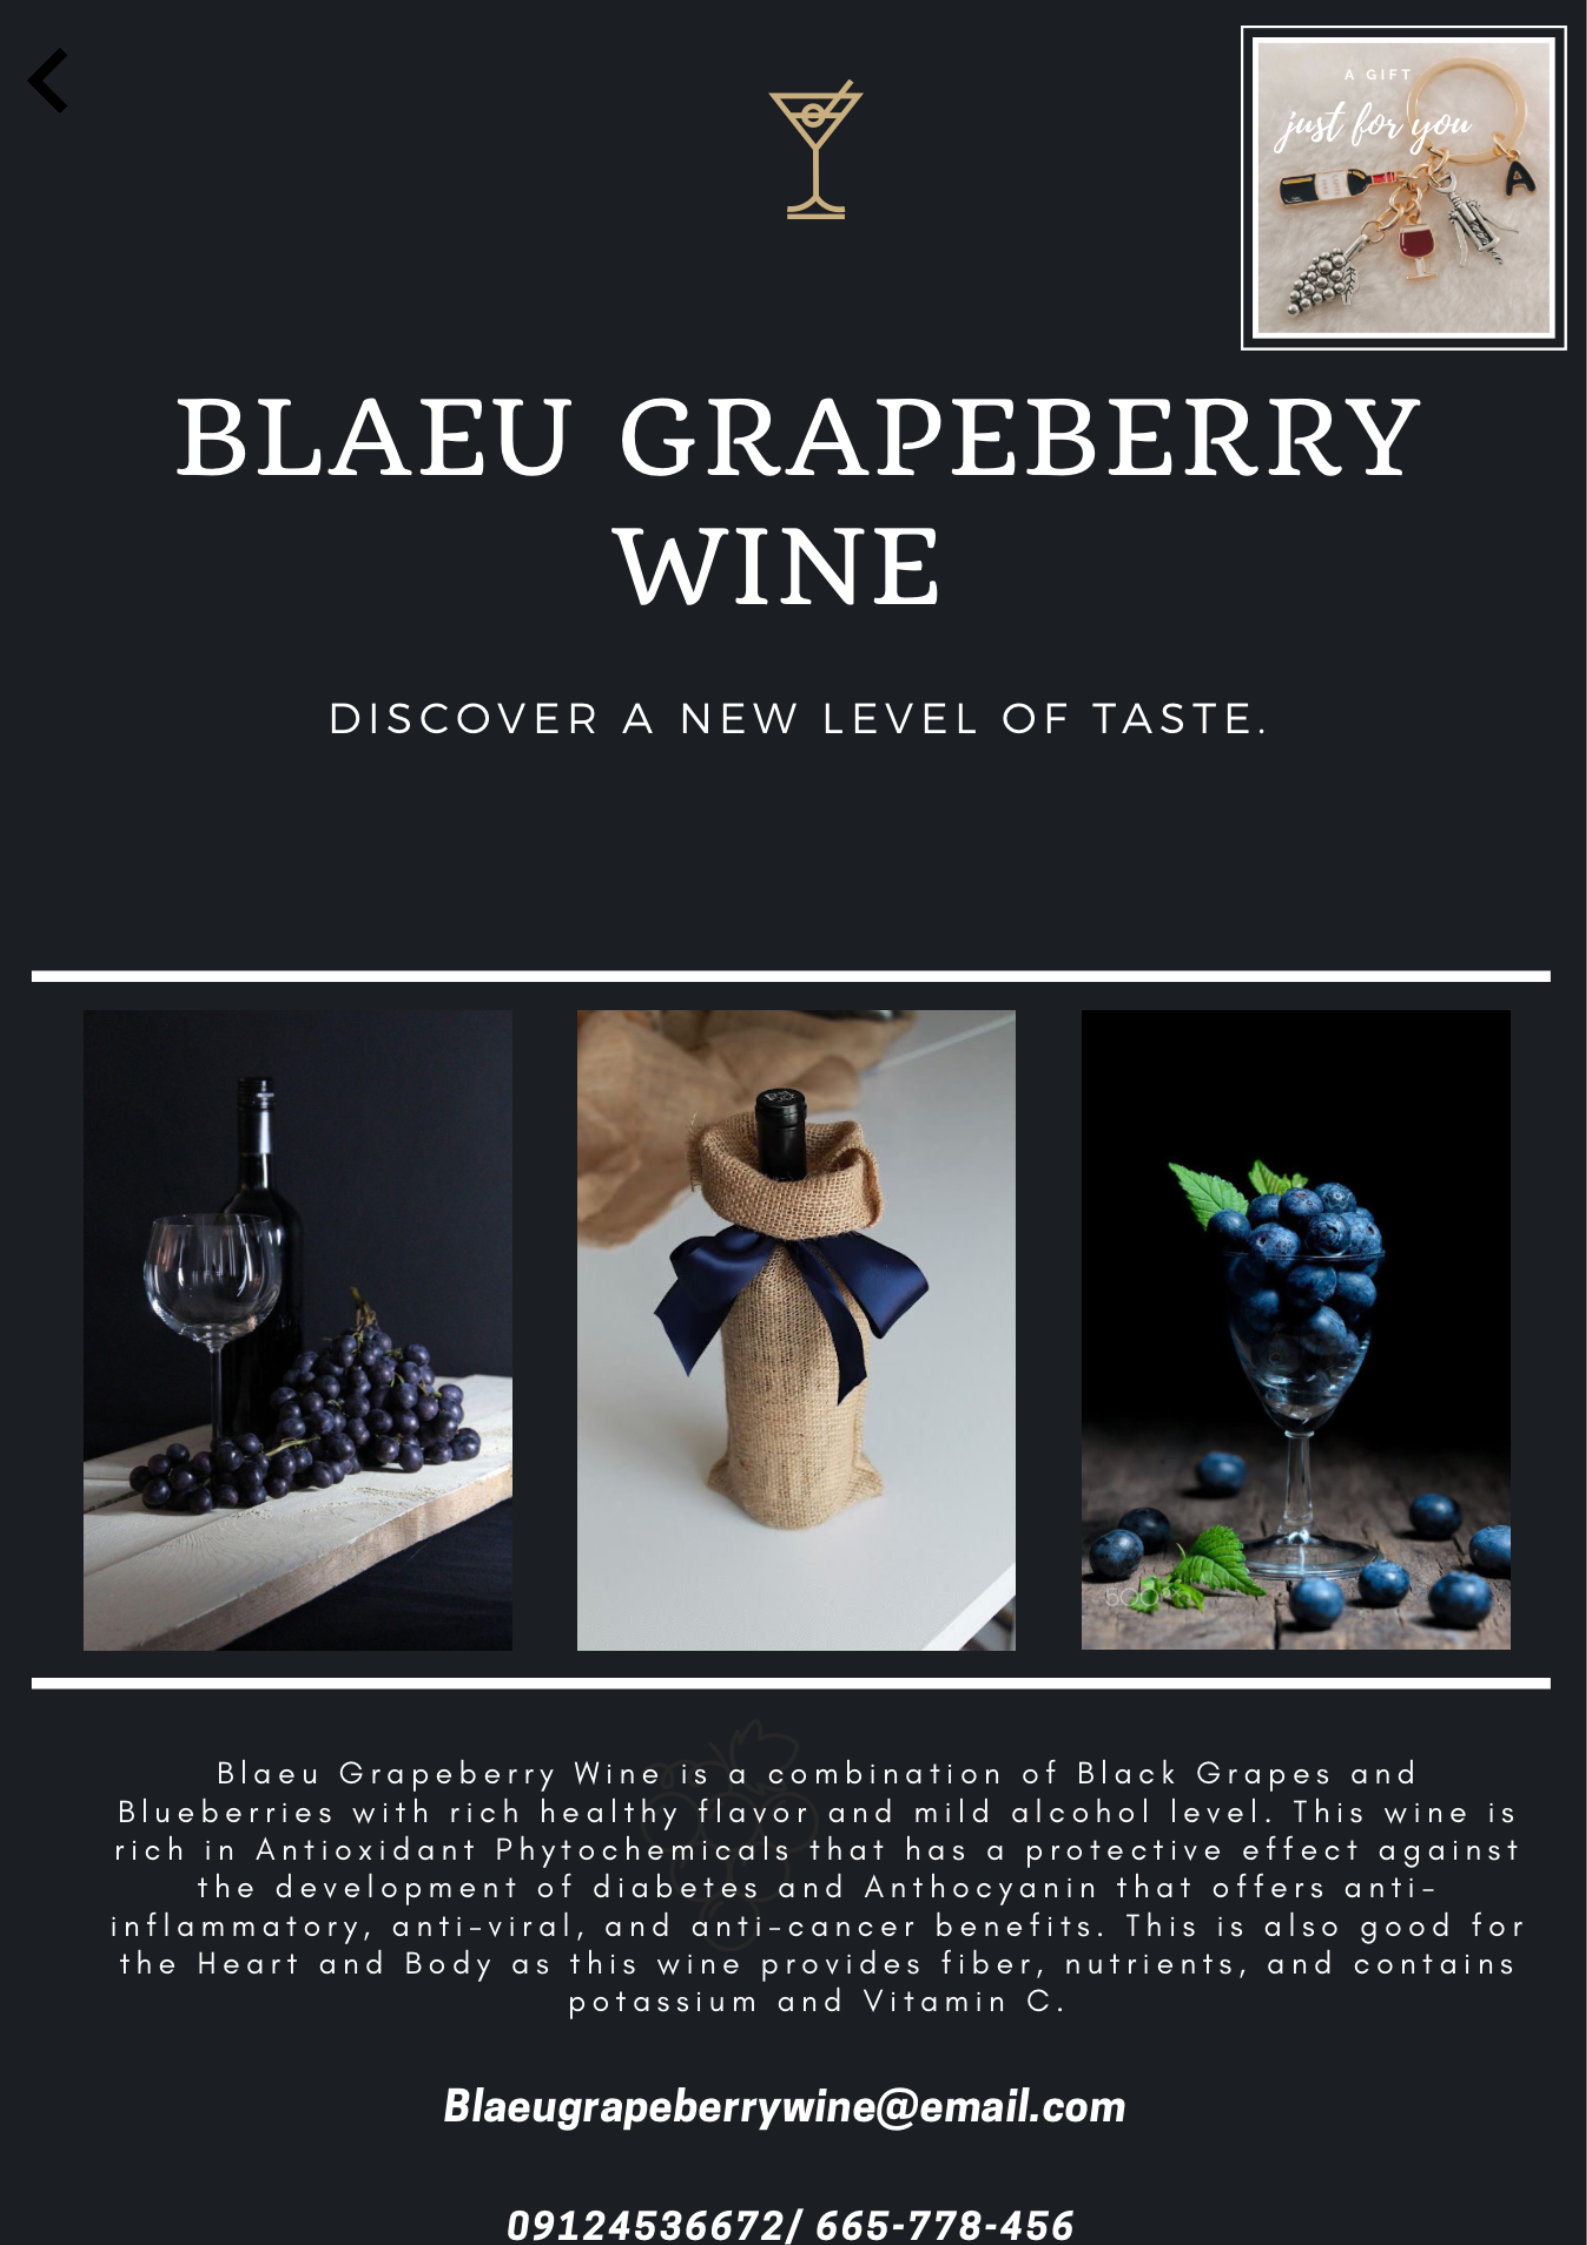 A GIFT
just for you
A
BLAEU GRAPEBERRY
WINE
DISCOVER A NEW LEVEL OF TASTE.
500
Blaeu Grapeberry Wine is a combination of Black Grapes and
Blueberries with rich healthy flavor and mild alcohol level. This wine is
rich in Antioxidant Phytochemicals that has a protective effect against
the development of diabetes and Anthocyanin that offers anti-
inflammatory, anti-viral, and anti-cancer benefits. This is also good for
the Heart and Body as this wine provides fiber, nutrients, and contains
potassium and Vitamin C.
Blaeugrapeberrywine@email.com
09124536672/ 665-778-456